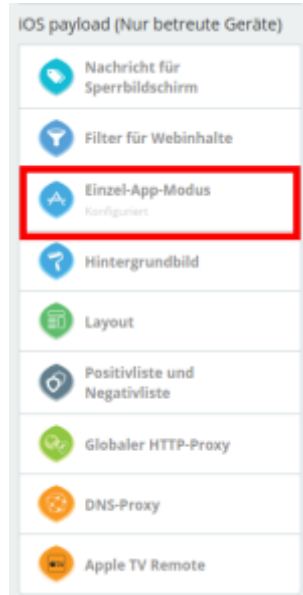 iOS payload (Nur betreute Geräte)
Nachricht für
Sperrbildschirm
Filter für Webinhalte
Einzel-App-Modus
Konfiguriert
Hintergrundbild
Layout
Positivliste und
Negativliste
Globaler HTTP-Proxy
DNS-Proxy
Apple TV Remote